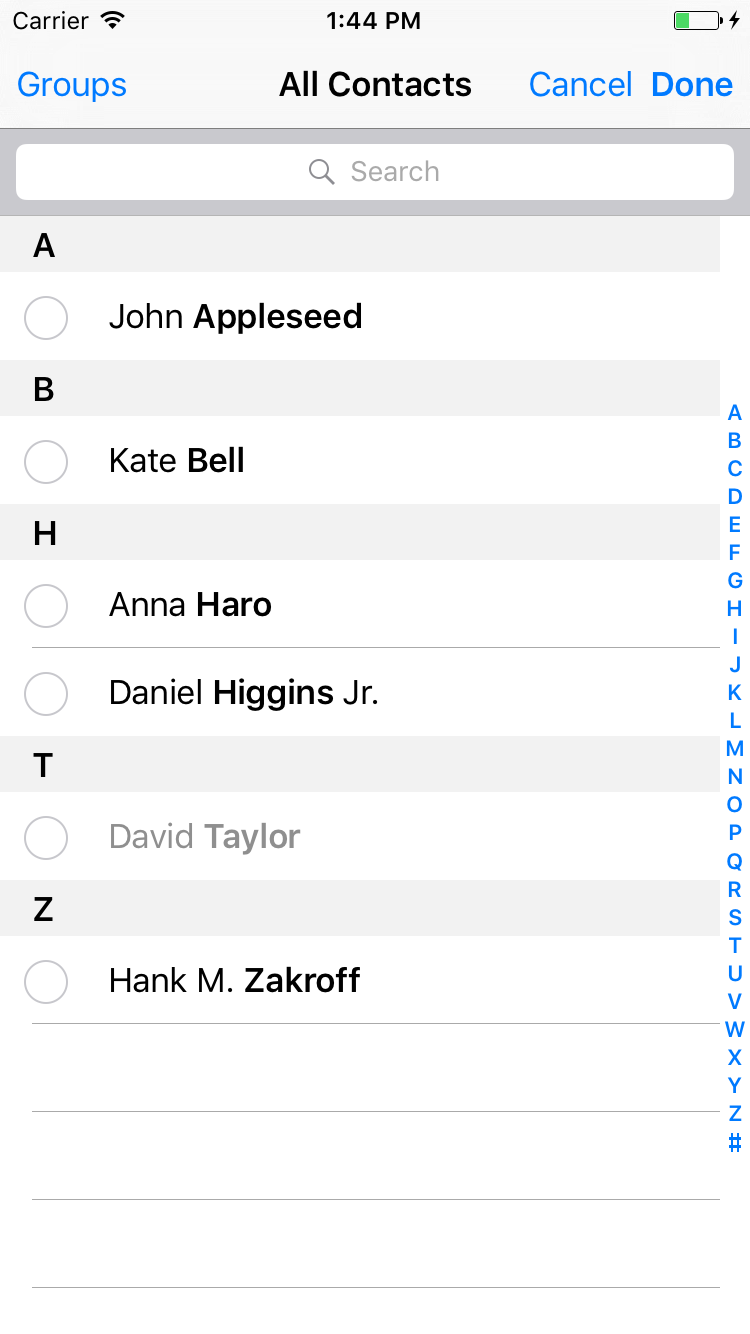 Carrier 1:44 PM
Groups All Contacts Cancel Done
Search
A
John Appleseed
B
Kate Bell
H
Anna Haro
Daniel Higgins Jr.
T
David Taylor
Z
Hank M. Zakroff
A
B
C
D
E
F
G
H
I
J
K
L
M
N
O
P
Q
R
S
T
U
V
W
X
Y
Z
#